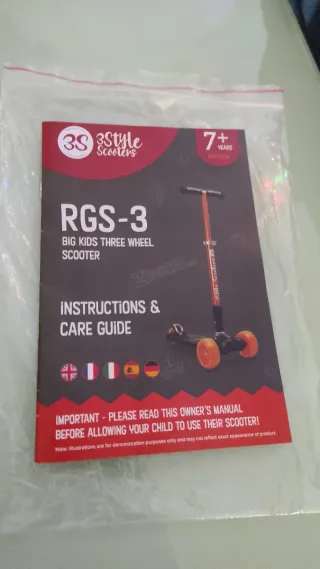 3S 3Style
Scooters
7+
YEARS
RGS-3
BIG KIDS THREE WHEEL
SCOOTER
INSTRUCTIONS &
CARE GUIDE
IMPORTANT - PLEASE READ THIS OWNER'S MANUAL
BEFORE ALLOWING YOUR CHILD TO USE THEIR SCOOTER!
Note: Illustrations are for demonstration purposes only and may not reflect exact appearance of product.